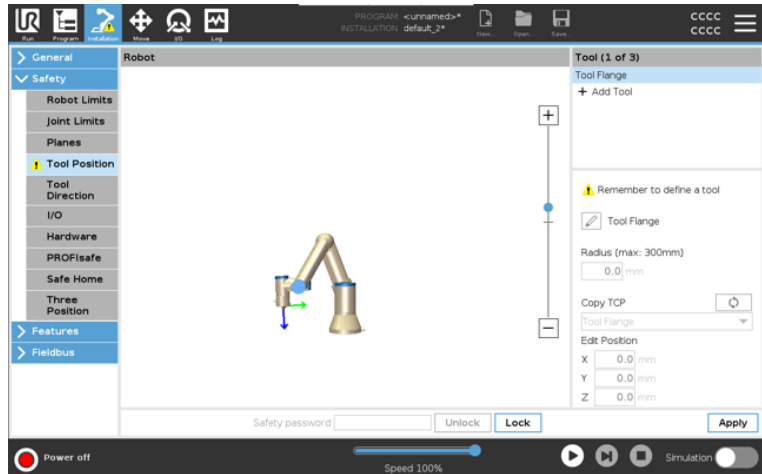 PROGRAM <unnamed>*
INSTALLATION default_2*
CCCC
CCCC
Run Program Installation Move I/O Log New... Open... Save...
General
Safety
Robot Limits
Joint Limits
Planes
Tool Position
Tool
Direction
I/O
Hardware
PROFIsafe
Safe Home
Three
Position
Features
Fieldbus
Robot
Tool (1 of 3)
Tool Flange
+ Add Tool
Remember to define a tool
Tool Flange
Radius (max: 300mm)
0.0 mm
Copy TCP
Tool Flange
Edit Position
X 0.0 mm
Y 0.0 mm
Z 0.0 mm
Safety password Unlock Lock Apply
Power off
Speed 100%
Simulation